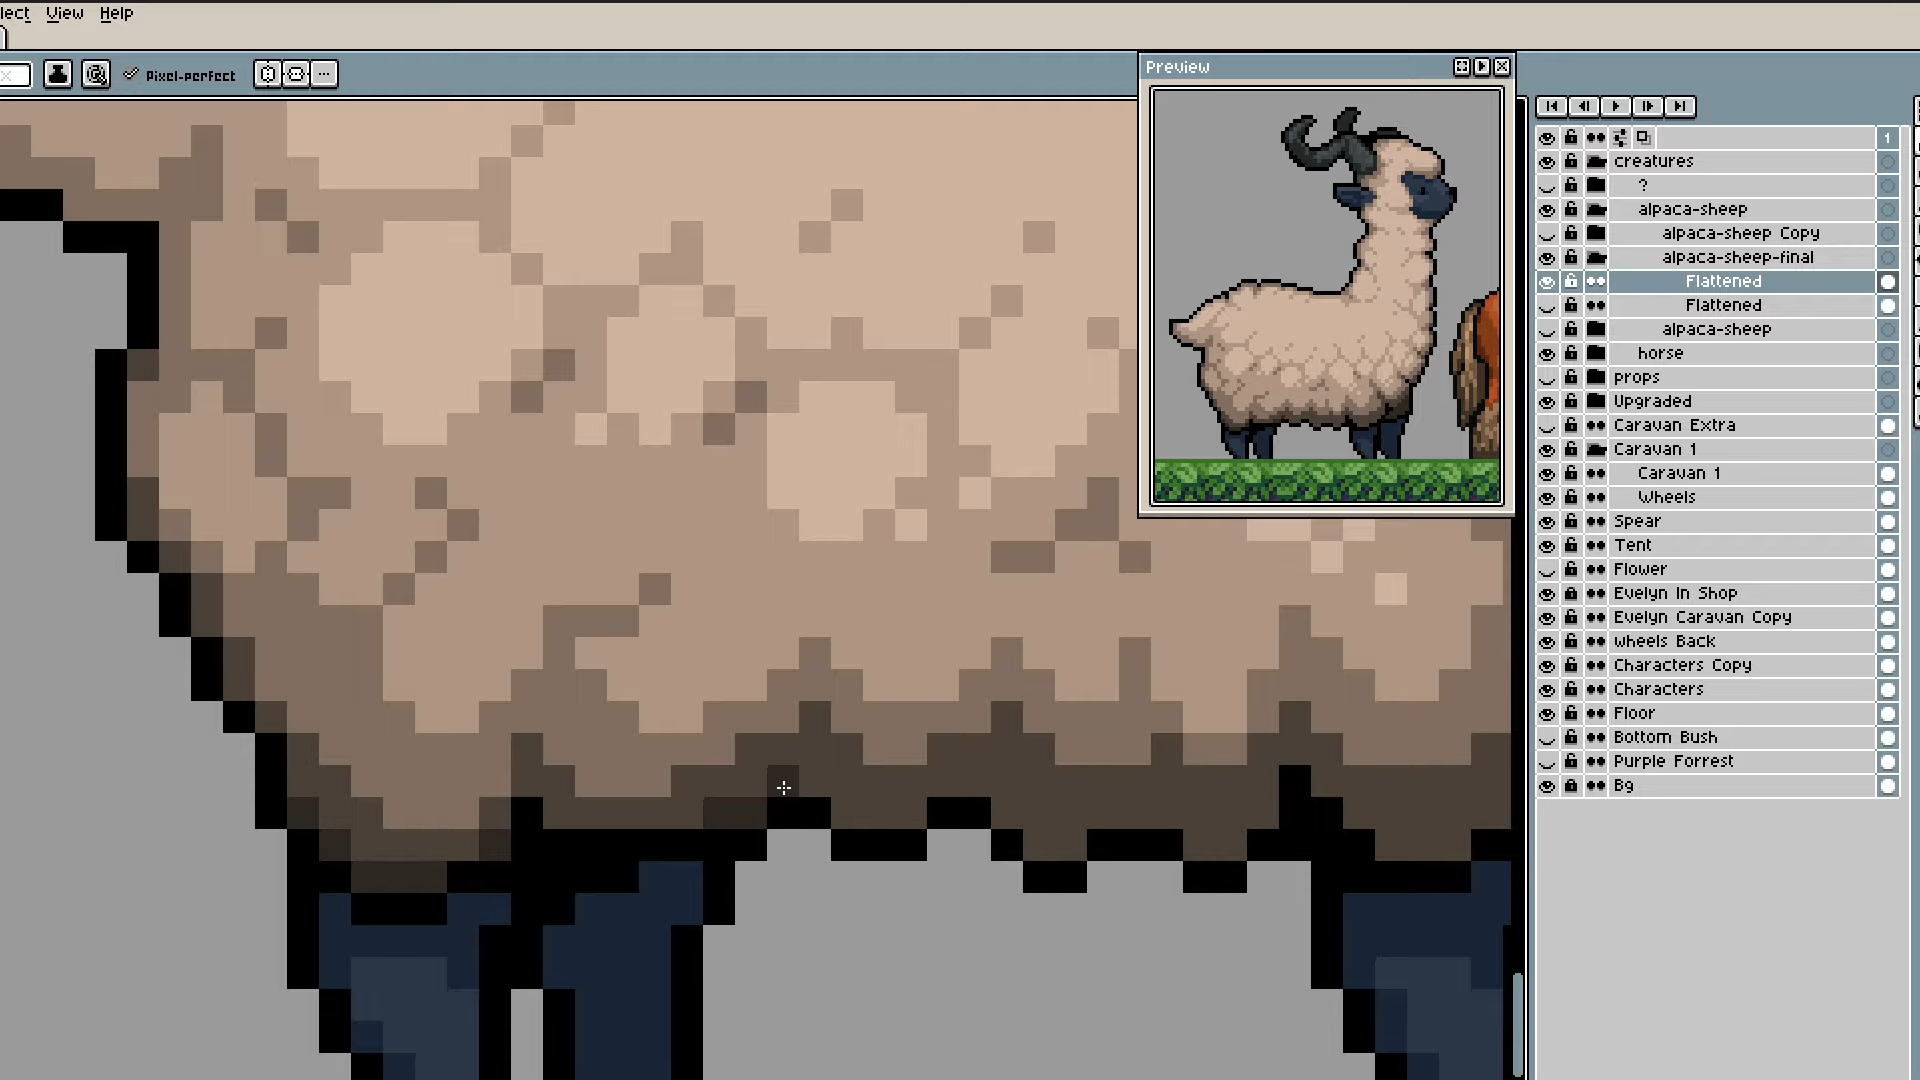 lect View Help
Pixel-perfect
Preview
1
creatures
?
alpaca-sheep
alpaca-sheep Copy
alpaca-sheep-final
Flattened
Flattened
alpaca-sheep
horse
props
Upgraded
Caravan Extra
Caravan 1
Caravan 1
Wheels
Spear
Tent
Flower
Evelyn In Shop
Evelyn Caravan Copy
wheels Back
Characters Copy
Characters
Floor
Bottom Bush
Purple Forrest
Bg